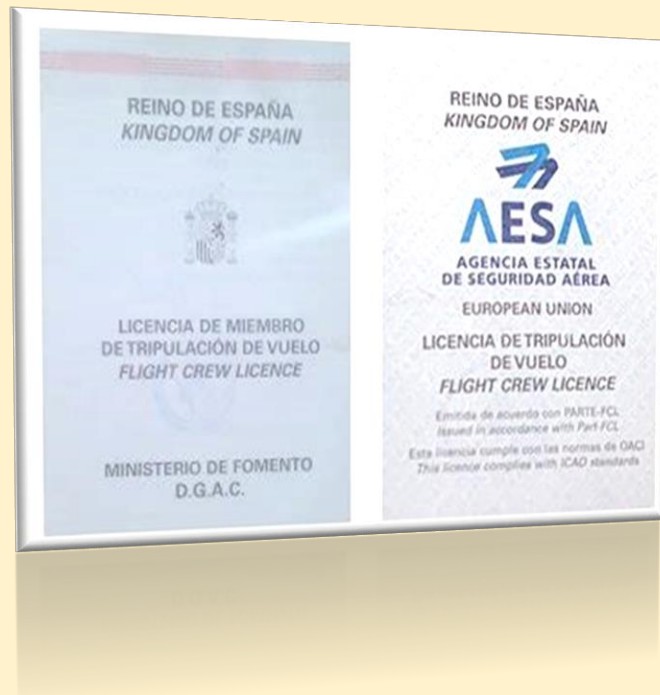 REINO DE ESPAÑA
KINGDOM OF SPAIN
LICENCIA DE MIEMBRO
DE TRIPULACIÓN DE VUELO
FLIGHT CREW LICENCE
MINISTERIO DE FOMENTO
D.G.A.C.
REINO DE ESPAÑA
KINGDOM OF SPAIN
AESA
AGENCIA ESTATAL
DE SEGURIDAD AÉREA
EUROPEAN UNION
LICENCIA DE TRIPULACIÓN
DE VUELO
FLIGHT CREW LICENCE
Emitida de acuerdo con PARTE-FCL
Issued in accordance with Part-FCL
Esta licencia cumple con las normas de OACI
This licence complies with ICAO standards